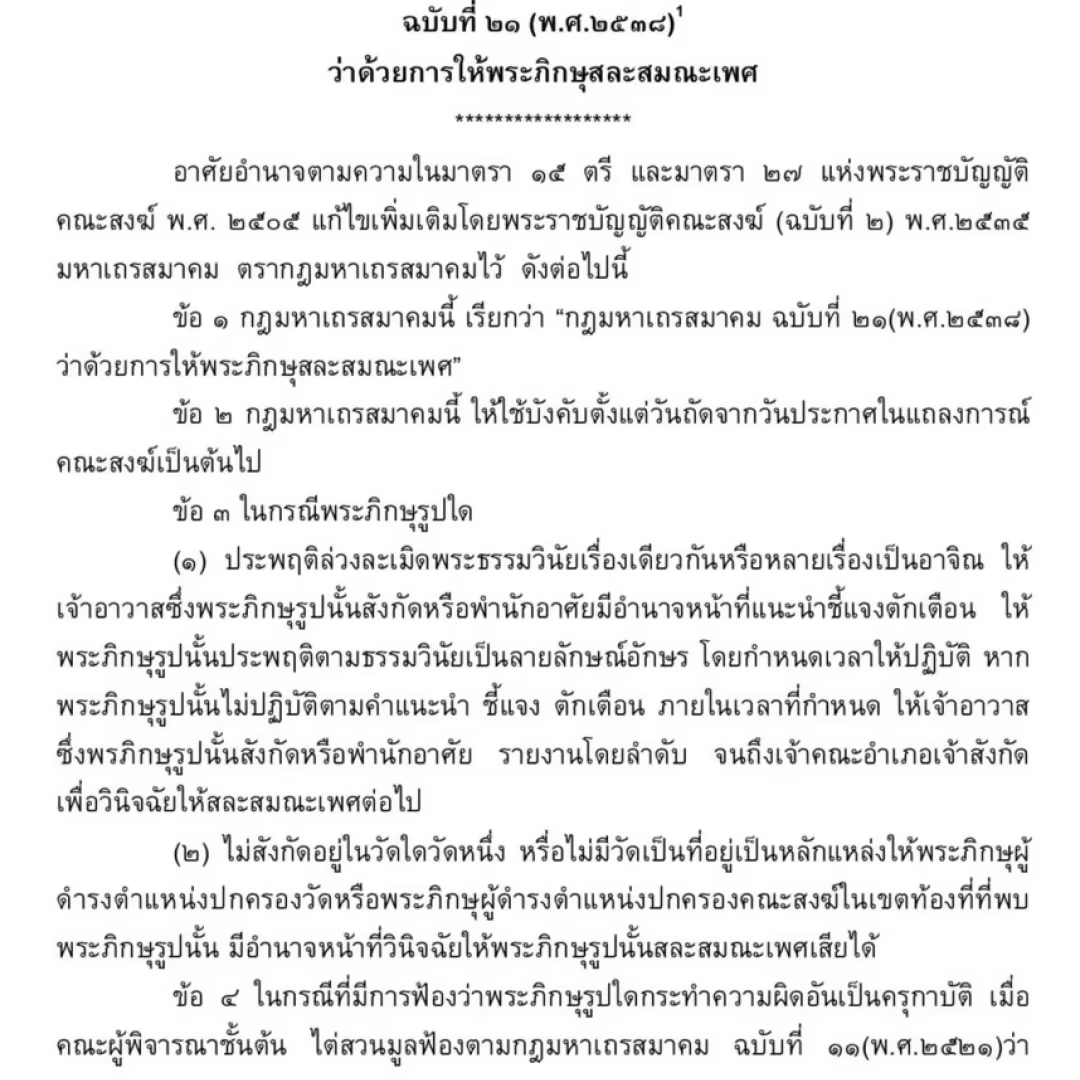 ฉบับที่ ๒๑ (พ.ศ.๒๕๓๘)¹
ว่าด้วยการให้พระภิกษุสละสมณะเพศ
******************
อาศัยอำนาจตามความในมาตรา ๑๕ ตรี และมาตรา ๒๗ แห่งพระราชบัญญัติ
คณะสงฆ์ พ.ศ. ๒๕๐๕ แก้ไขเพิ่มเติมโดยพระราชบัญญัติคณะสงฆ์ (ฉบับที่ ๒) พ.ศ.๒๕๓๕
มหาเถรสมาคม ตรากฎมหาเถรสมาคมไว้ ดังต่อไปนี้
ข้อ ๑ กฎมหาเถรสมาคมนี้ เรียกว่า “กฎมหาเถรสมาคม ฉบับที่ ๒๑(พ.ศ.๒๕๓๘)
ว่าด้วยการให้พระภิกษุสละสมณะเพศ”
ข้อ ๒ กฎมหาเถรสมาคมนี้ ให้ใช้บังคับตั้งแต่วันถัดจากวันประกาศในแถลงการณ์
คณะสงฆ์เป็นต้นไป
ข้อ ๓ ในกรณีพระภิกษุรูปใด
(๑) ประพฤติล่วงละเมิดพระธรรมวินัยเรื่องเดียวกันหรือหลายเรื่องเป็นอาจิณ ให้
เจ้าอาวาสซึ่งพระภิกษุรูปนั้นสังกัดหรือพำนักอาศัยมีอำนาจหน้าที่แนะนำชี้แจงตักเตือน ให้
พระภิกษุรูปนั้นประพฤติตามธรรมวินัยเป็นลายลักษณ์อักษร โดยกำหนดเวลาให้ปฏิบัติ หาก
พระภิกษุรูปนั้นไม่ปฏิบัติตามคำแนะนำ ชี้แจง ตักเตือน ภายในเวลาที่กำหนด ให้เจ้าอาวาส
ซึ่งพรภิกษุรูปนั้นสังกัดหรือพำนักอาศัย รายงานโดยลำดับ จนถึงเจ้าคณะอำเภอเจ้าสังกัด
เพื่อวินิจฉัยให้สละสมณะเพศต่อไป
(๒) ไม่สังกัดอยู่ในวัดใดวัดหนึ่ง หรื่อไม่มีวัดเป็นที่อยู่เป็นหลักแหล่งให้พระภิกษุผู้
ดำรงตำแหน่งปกครองวัดหรือพระภิกษุผู้ดำรงตำแหน่งปกครองคณะสงฆ์ในเขตท้องที่ที่พบ
พระภิกษุรูปนั้น มีอำนาจหน้าที่วินิจฉัยให้พระภิกษุรูปนั้นสละสมณะเพศเสียได้
ข้อ ๔ ในกรณีที่มีการฟ้องว่าพระภิกษุรูปใดกระทำความผิดอันเป็นครุกาบัติ เมื่อ
คณะผู้พิจารณาชั้นต้น ไต่สวนมูลฟ้องตามกฎมหาเถรสมาคม ฉบับที่ ๑๑(พ.ศ.๒๕๒๑)ว่า